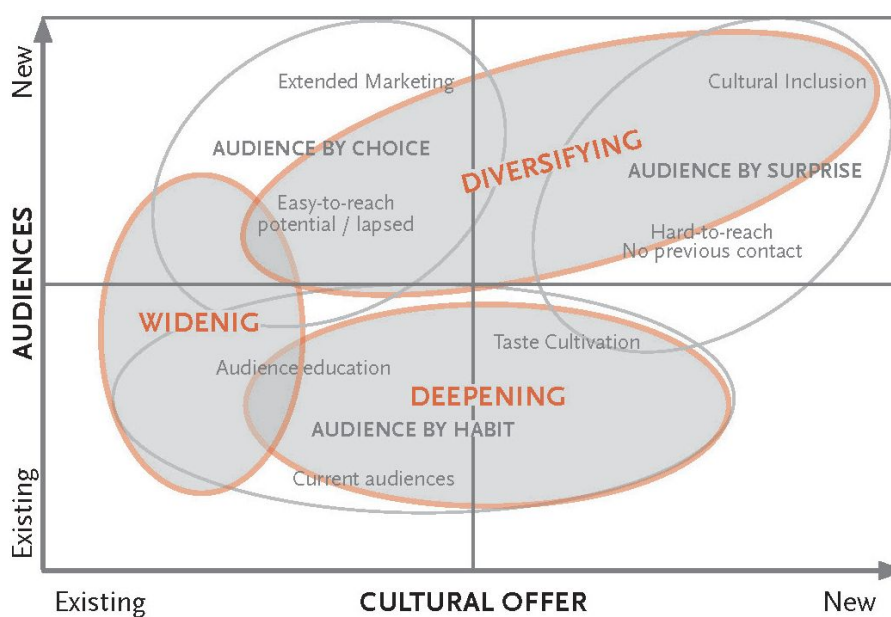 New
Extended Marketing
Cultural Inclusion
AUDIENCE BY CHOICE
DIVERSIFYING
AUDIENCE BY SURPRISE
Easy-to-reach
potential / lapsed
Hard-to-reach
No previous contact
AUDIENCES
WIDENIG
Taste Cultivation
Audience education
DEEPENING
AUDIENCE BY HABIT
Current audiences
Existing
Existing
CULTURAL OFFER
New